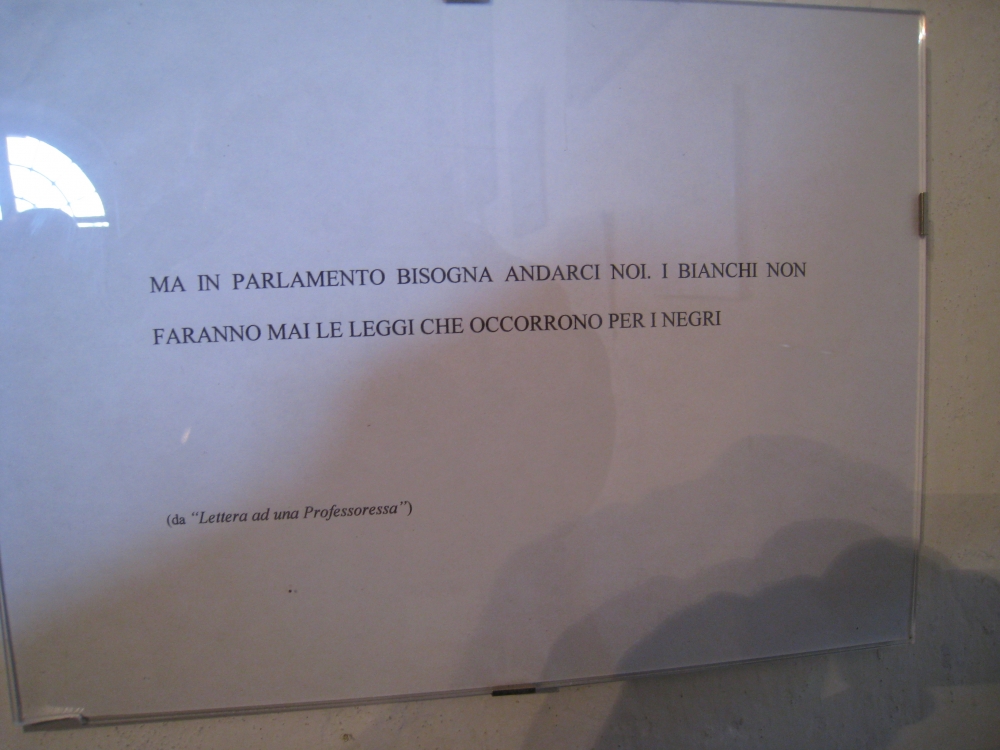 MA IN PARLAMENTO BISOGNA ANDARCI NOI. I BIANCHI NON
FARANNO MAI LE LEGGI CHE OCCORRONO PER I NEGRI
(da “Lettera ad una Professoressa”)